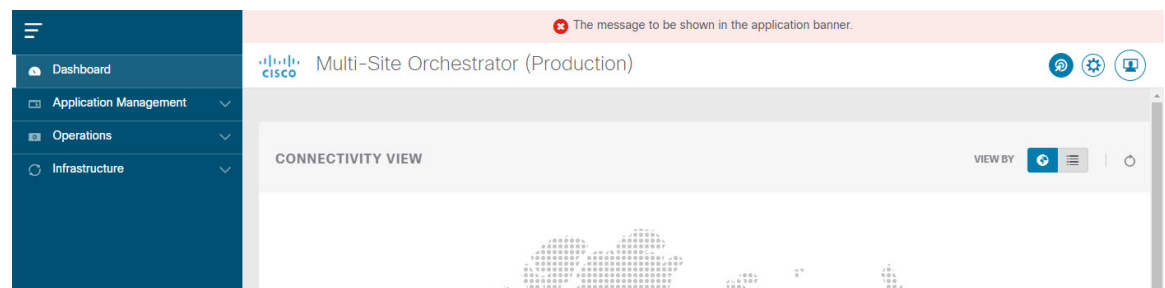 The message to be shown in the application banner.
Dashboard
Application Management
Operations
Infrastructure
CISCO
Multi-Site Orchestrator (Production)
CONNECTIVITY VIEW
VIEW BY